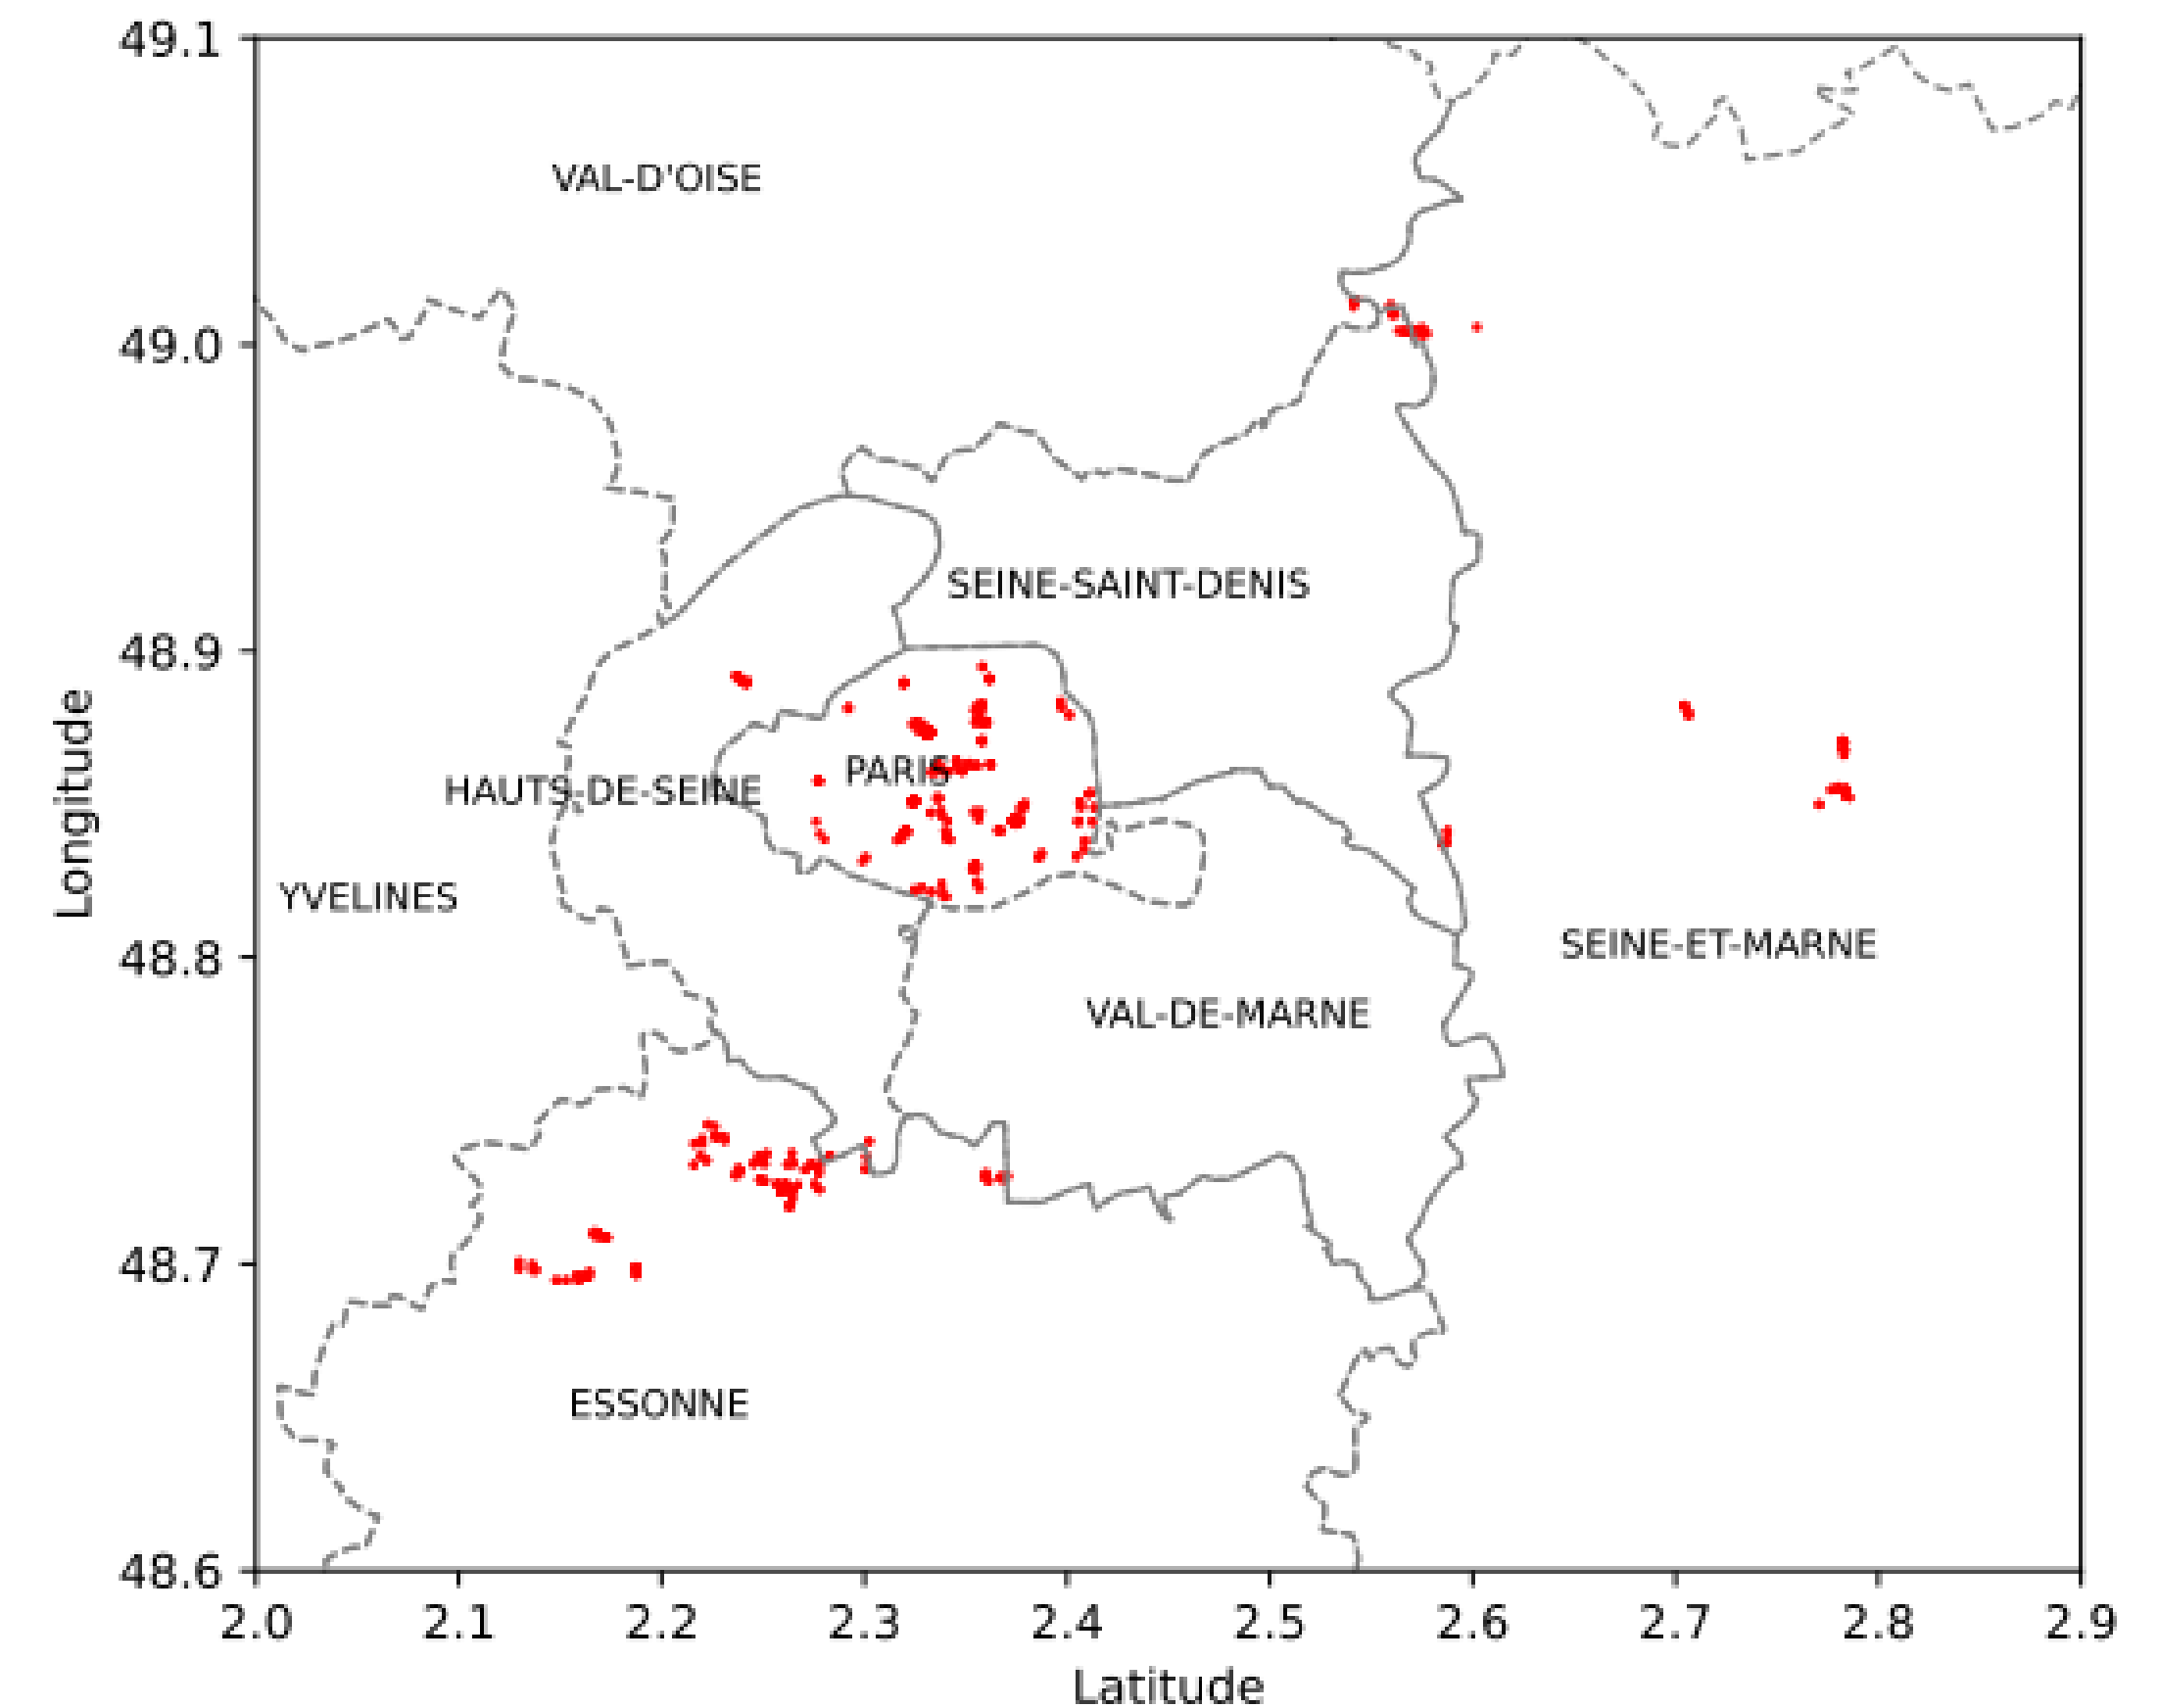 49.1
VAL-D'OISE
49.0
SEINE-SAINT-DENIS
48.9
PARIS
HAUTS-DE-SEINE
Longitude
YVELINES
SEINE-ET-MARNE
48.8
VAL-DE-MARNE
48.7
ESSONNE
48.6
2.0 2.1 2.2 2.3 2.4 2.5 2.6 2.7 2.8 2.9
Latitude